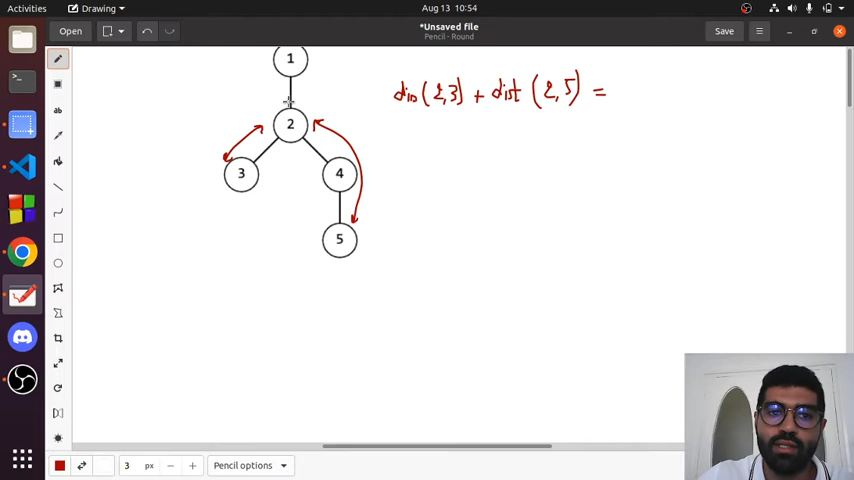 Activities
Drawing
Aug 13 10:54
Open
*Unsaved file
Pencil - Round
Save
1
dis(2,3) + dist(2,5) =
2
3
4
5
3 px
Pencil options